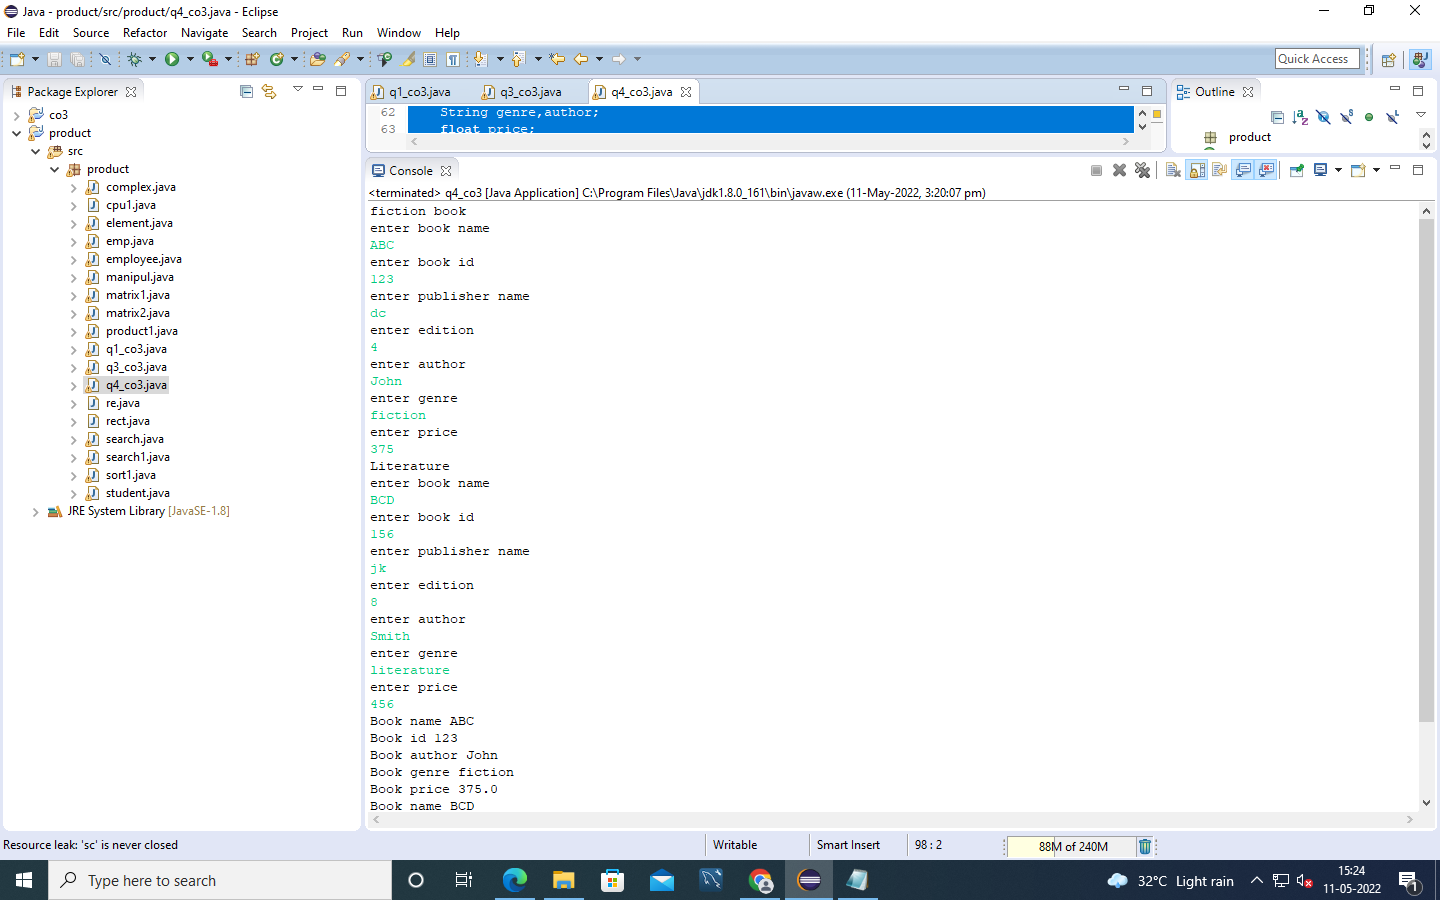 Java - product/src/product/q4_co3.java - Eclipse
File Edit Source Refactor Navigate Search Project Run Window Help
Quick Access
Package Explorer
co3
product
src
product
complex.java
cpu1.java
element.java
emp.java
employee.java
manipul.java
matrix1.java
matrix2.java
product1.java
q1_co3.java
q3_co3.java
q4_co3.java
re.java
rect.java
search.java
search1.java
sort1.java
student.java
JRE System Library [JavaSE-1.8]
q1_co3.java q3_co3.java q4_co3.java
62 String genre,author;
63 float price;
Outline
product
Console
<terminated> q4_co3 [Java Application] C:\Program Files\Java\jdk1.8.0_161\bin\javaw.exe (11-May-2022, 3:20:07 pm)
fiction book
enter book name
ABC
enter book id
123
enter publisher name
dc
enter edition
4
enter author
John
enter genre
fiction
enter price
375
Literature
enter book name
BCD
enter book id
156
enter publisher name
jk
enter edition
8
enter author
Smith
enter genre
literature
enter price
456
Book name ABC
Book id 123
Book author John
Book genre fiction
Book price 375.0
Book name BCD
Resource leak: 'sc' is never closed
Writable
Smart Insert
98 : 2
88M of 240M
Type here to search
32°C Light rain
15:24
11-05-2022
1